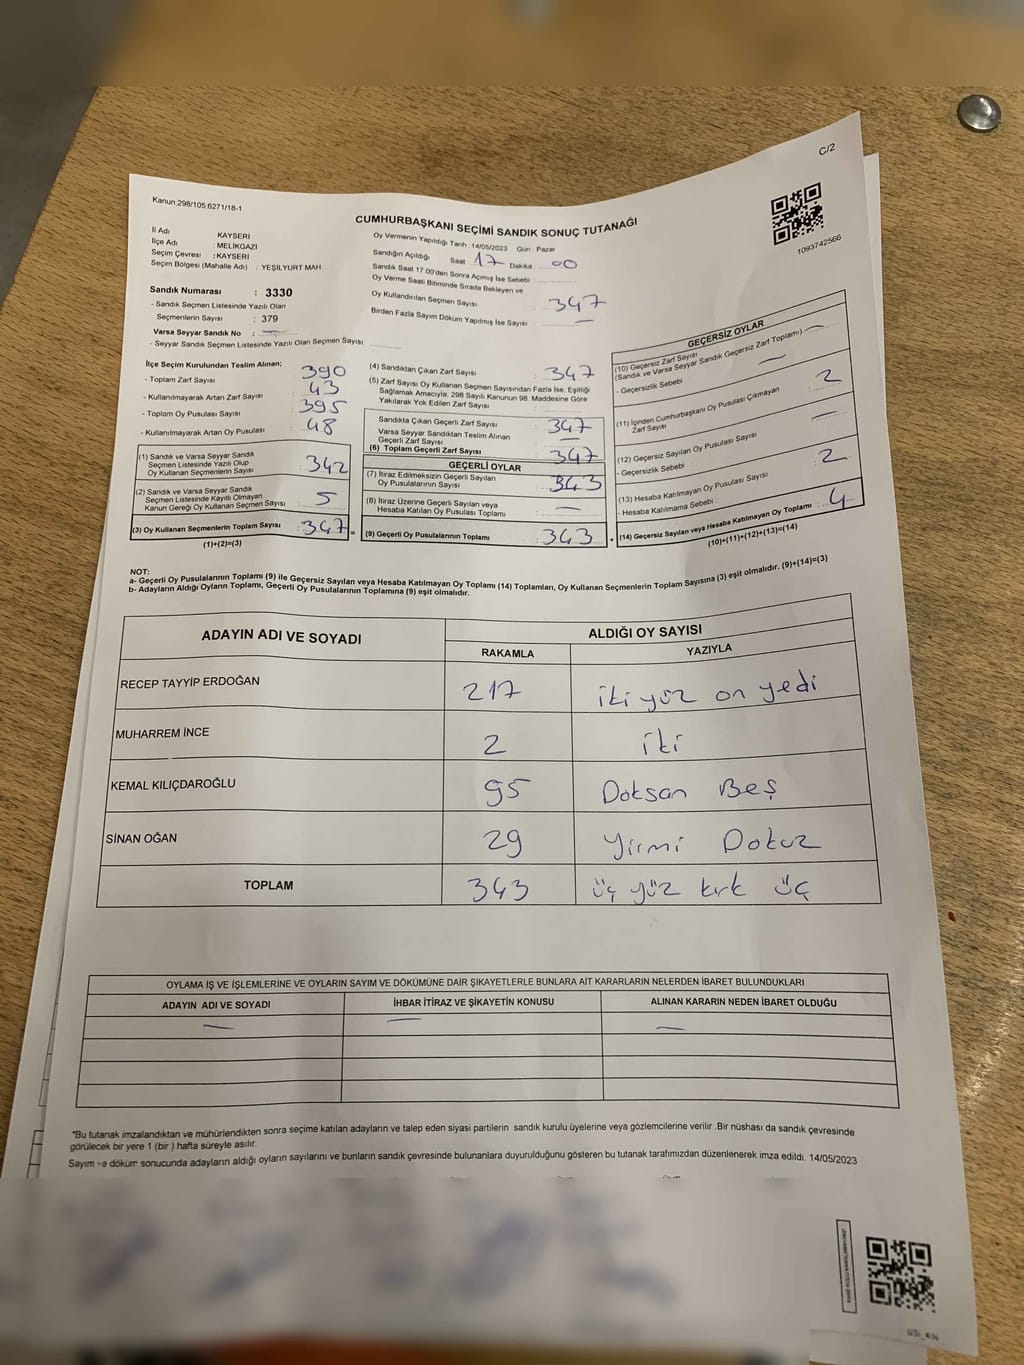 C/2
Kanun:298/105,6271/18-1
CUMHURBAŞKANI SEÇİMİ SANDIK SONUÇ TUTANAĞI
1093742566
İl Adı KAYSERİ
İlçe Adı : MELİKGAZİ
Seçim Çevresi : KAYSERİ
Seçim Bölgesi (Mahalle Adı) : YEŞİLYURT MAH
Sandık Numarası : 3330
- Sandık Seçmen Listesinde Yazılı Olan
Seçmenlerin Sayısı : 379
Varsa Seyyar Sandık No : —
- Seyyar Sandık Seçmen Listesinde Yazılı Olan Seçmen Sayısı
Oy Vermenin Yapıldığı Tarih : 14/05/2023 Gün : Pazar
Sandığın Açıldığı Saat 17 Dakika 00
Sandık Saat 17:00'den Sonra Açımış İse Sebebi :
Oy Verme Saati Bitiminde Sırada Bekleyen ve
Oy Kullandırılan Seçmen Sayısı 347
Birden Fazla Sayım Döküm Yapılmış İse Sayısı : —
İlçe Seçim Kurulundan Teslim Alınan;
- Toplam Zarf Sayısı : 390
- Kullanılmayarak Artan Zarf Sayısı : 43
- Toplam Oy Pusulası Sayısı : 395
- Kullanılmayarak Artan Oy Pusulası : 48
(1) Sandık ve Varsa Seyyar Sandık
Seçmen Listesinde Yazılı Olup
Oy Kullanan Seçmenlerin Sayısı : 342
(2) Sandık ve Varsa Seyyar Sandık
Seçmen Listesinde Kayıtlı Olmayan
Kanun Gereği Oy Kullanan Seçmen Sayısı : 5
(3) Oy Kullanan Seçmenlerin Toplam Sayısı : 347 =
(1)+(2)=(3)
(4) Sandıktan Çıkan Zarf Sayısı : 347
(5) Zarf Sayısı Oy Kullanan Seçmen Sayısından Fazla İse, Eşitliği
Sağlamak Amacıyla; 298 Sayılı Kanunun 98. Maddesine Göre
Yakılarak Yok Edilen Zarf Sayısı :
Sandıkta Çıkan Geçerli Zarf Sayısı : 347
Varsa Seyyar Sandıktan Teslim Alınan
Geçerli Zarf Sayısı : —
(6) Toplam Geçerli Zarf Sayısı : 347
GEÇERLİ OYLAR
(7) İtiraz Edilmeksizin Geçerli Sayılan
Oy Pusulalarının Sayısı : 343
(8) İtiraz Üzerine Geçerli Sayılan veya
Hesaba Katılan Oy Pusulası Toplamı : —
(9) Geçerli Oy Pusulalarının Toplamı : 343 +
GEÇERSİZ OYLAR
(10) Geçersiz Zarf Sayısı
(Sandık ve Varsa Seyyar Sandık Geçersiz Zarf Toplamı) —
- Geçersizlik Sebebi : —
(11) İçinden Cumhurbaşkanı Oy Pusulası Çıkmayan
Zarf Sayısı : 2
(12) Geçersiz Sayılan Oy Pusulası Sayısı
- Geçersizlik Sebebi :
(13) Hesaba Katılmayan Oy Pusulası Sayısı : 2
- Hesaba Katılmama Sebebi :
(14) Geçersiz Sayılan veya Hesaba Katılmayan Oy Toplamı : 4
(10)+(11)+(12)+(13)=(14)
NOT:
a- Geçerli Oy Pusulalarının Toplamı (9) ile Geçersiz Sayılan veya Hesaba Katılmayan Oy Toplamı (14) Toplamları, Oy Kullanan Seçmenlerin Toplam Sayısına (3) eşit olmalıdır. (9)+(14)=(3)
b- Adayların Aldığı Oyların Toplamı, Geçerli Oy Pusulalarının Toplamına (9) eşit olmalıdır.
ADAYIN ADI VE SOYADI ALDIĞI OY SAYISI
RAKAMLA YAZIYLA
RECEP TAYYİP ERDOĞAN 217 iki yüz on yedi
MUHARREM İNCE 2 iki
KEMAL KILIÇDAROĞLU 95 Doksan Beş
SİNAN OĞAN 29 Yirmi Dokuz
TOPLAM 343 üç yüz kırk üç
OYLAMA İŞ VE İŞLEMLERİNE VE OYLARIN SAYIM VE DÖKÜMÜNE DAİR ŞİKAYETLERLE BUNLARA AİT KARARLARIN NELERDEN İBARET BULUNDUKLARI
ADAYIN ADI VE SOYADI İHBAR İTİRAZ VE ŞİKAYETİN KONUSU ALINAN KARARIN NEDEN İBARET OLDUĞU
— — —
*Bu tutanak imzalandıktan ve mühürlendikten sonra seçime katılan adayların ve talep eden siyasi partilerin sandık kurulu üyelerine veya gözlemcilerine verilir .Bir nüshası da sandık çevresinde
görülecek bir yere 1 (bir ) hafta süreyle asılır.
Sayım ve döküm sonucunda adayların aldığı oyların sayılarını ve bunların sandık çevresinde bulunanlara duyurulduğunu gösteren bu tutanak tarafımızdan düzenlenerek imza edildi. 14/05/2023